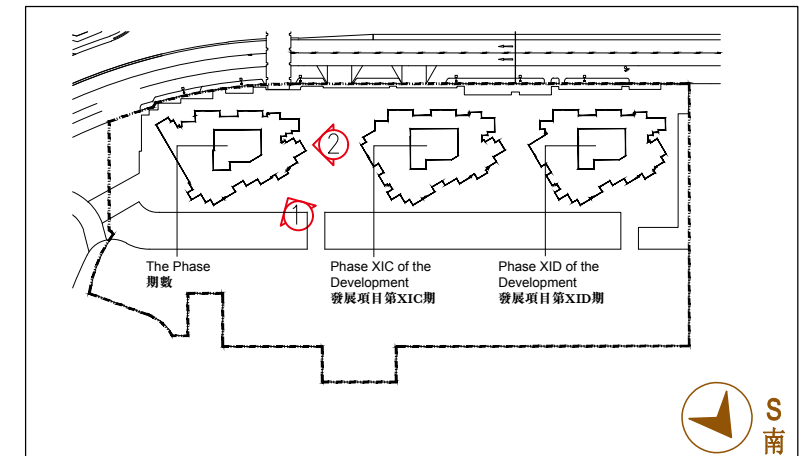 2
1
The Phase
期數
Phase XIC of the
Development
發展項目第XIC期
Phase XID of the
Development
發展項目第XID期
S
南